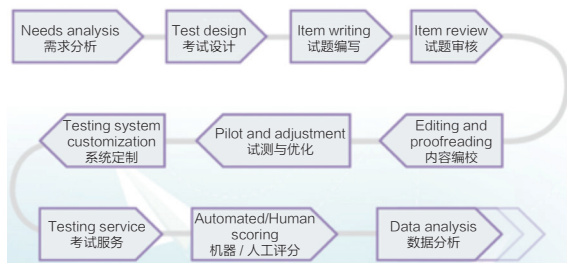 Needs analysis
需求分析
Test design
考试设计
Item writing
试题编写
Item review
试题审核
Editing and
proofreading
内容编校
Pilot and adjustment
试测与优化
Testing system
customization
系统定制
Testing service
考试服务
Automated/Human
scoring
机器 / 人工评分
Data analysis
数据分析